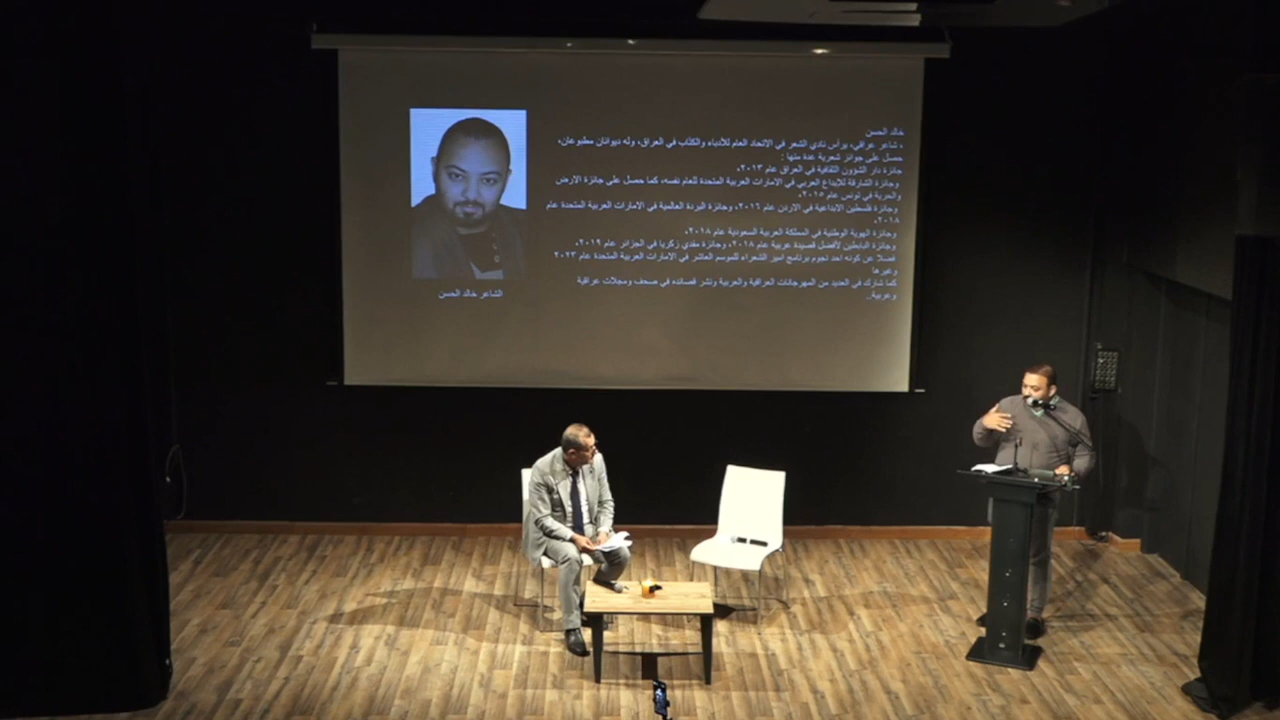 خالد الحسن
، شاعر عراقي، يرأس نادي الشعر في الاتحاد العام للأدباء والكتّاب في العراق، وله ديوانان مطبوعان،
حصل على جوائز شعرية عدة منها :
جائزة دار الشؤون الثقافية في العراق عام ٢٠١٣،
وجائزة الشارقة للإبداع العربي في الامارات العربية المتحدة للعام نفسه، كما حصل على جائزة الارض
والحرية في تونس عام ٢٠١٥،
وجائزة فلسطين الابداعية في الاردن عام ٢٠١٦، وجائزة البردة العالمية في الامارات العربية المتحدة عام
٢٠١٨،
وجائزة الهوية الوطنية في المملكة العربية السعودية عام ٢٠١٨،
وجائزة البابطين لأفضل قصيدة عربية عام ٢٠١٨، وجائزة مفدي زكريا في الجزائر عام ٢٠١٩،
فضلا عن كونه احد نجوم برنامج امير الشعراء للموسم العاشر في الامارات العربية المتحدة عام ٢٠٢٣
وغيرها
كما شارك في العديد من المهرجانات العراقية والعربية ونشر قصائده في صحف ومجلات عراقية
وعربية..
الشاعر خالد الحسن